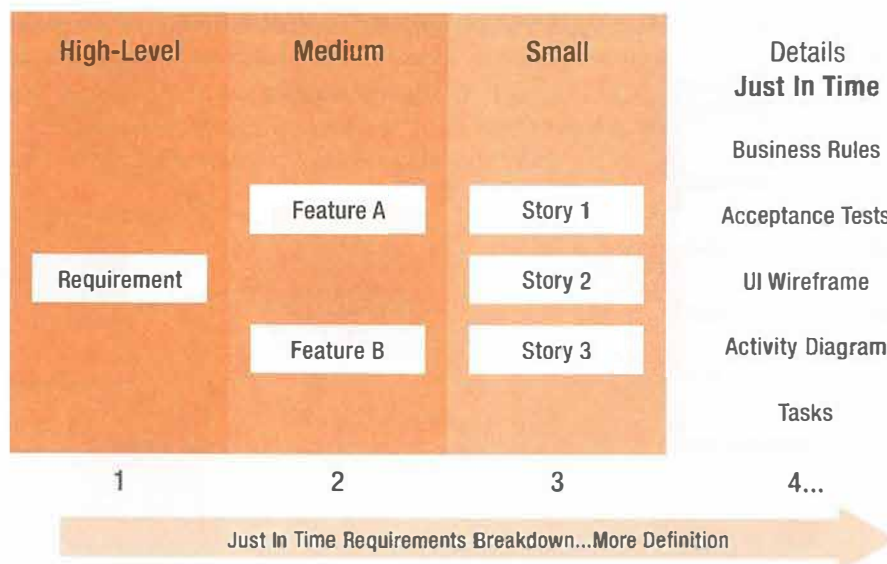 High-Level
Medium
Small
Details
Just In Time
Business Rules
Feature A
Story 1
Acceptance Tests
Requirement
Story 2
UI Wireframe
Feature B
Story 3
Activity Diagram
Tasks
1
2
3
4...
Just In Time Requirements Breakdown...More Definition